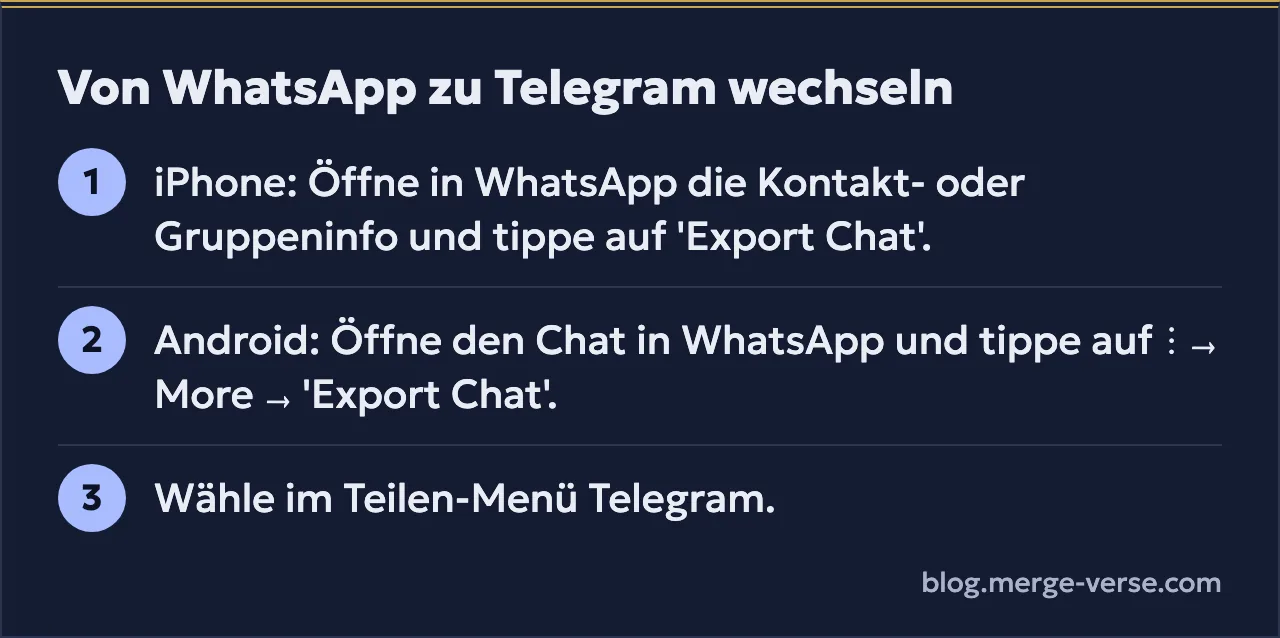 Von WhatsApp zu Telegram wechseln
1
iPhone: Öffne in WhatsApp die Kontakt- oder
Gruppeninfo und tippe auf 'Export Chat'.
2
Android: Öffne den Chat in WhatsApp und tippe auf ⋮ →
More → 'Export Chat'.
3
Wähle im Teilen-Menü Telegram.
blog.merge-verse.com